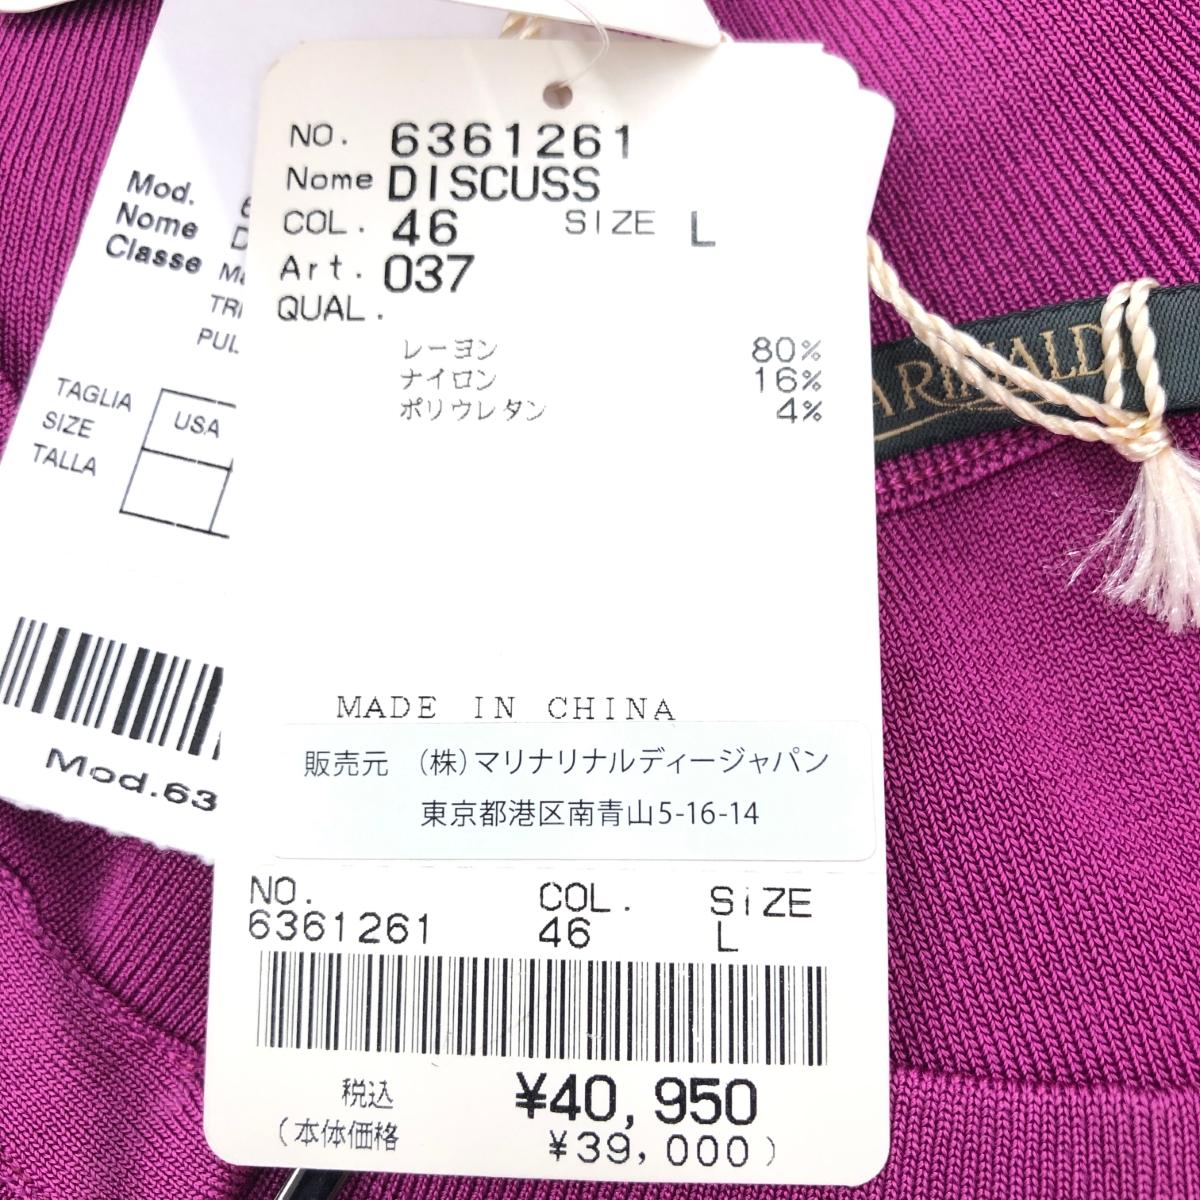 NO. 6361261
Nome DISCUSS
COL. 46 SIZE L
Art. 037
QUAL.
レーヨン 80%
ナイロン 16%
ポリウレタン 4%
MADE IN CHINA
販売元 (株)マリナリナルディージャパン
東京都港区南青山5-16-14
NO. COL. SiZE
6361261 46 L
税込 ¥40,950
(本体価格 ¥39,000)
Mod. 6
Nome D
Classe
TRI
PUL
TAGLIA
SIZE USA
TALLA
Mod.63
ARINALD